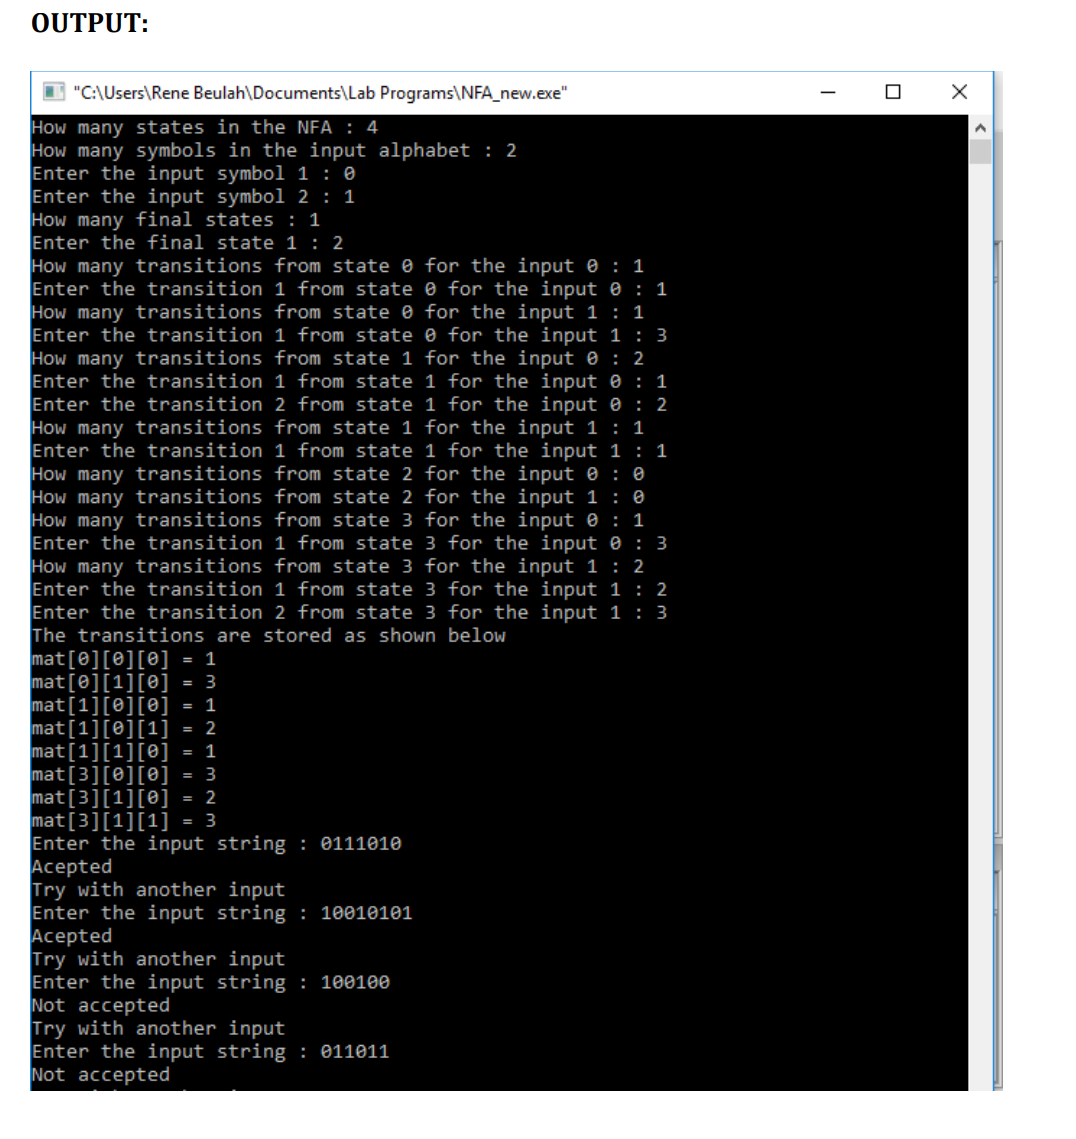 OUTPUT:
"C:\Users\Rene Beulah\Documents\Lab Programs\NFA_new.exe"
How many states in the NFA : 4
How many symbols in the input alphabet : 2
Enter the input symbol 1 : 0
Enter the input symbol 2 : 1
How many final states : 1
Enter the final state 1 : 2
How many transitions from state 0 for the input 0 : 1
Enter the transition 1 from state 0 for the input 0 : 1
How many transitions from state 0 for the input 1 : 1
Enter the transition 1 from state 0 for the input 1 : 3
How many transitions from state 1 for the input 0 : 2
Enter the transition 1 from state 1 for the input 0 : 1
Enter the transition 2 from state 1 for the input 0 : 2
How many transitions from state 1 for the input 1 : 1
Enter the transition 1 from state 1 for the input 1 : 1
How many transitions from state 2 for the input 0 : 0
How many transitions from state 2 for the input 1 : 0
How many transitions from state 3 for the input 0 : 1
Enter the transition 1 from state 3 for the input 0 : 3
How many transitions from state 3 for the input 1 : 2
Enter the transition 1 from state 3 for the input 1 : 2
Enter the transition 2 from state 3 for the input 1 : 3
The transitions are stored as shown below
mat[0][0][0] = 1
mat[0][1][0] = 3
mat[1][0][0] = 1
mat[1][0][1] = 2
mat[1][1][0] = 1
mat[3][0][0] = 3
mat[3][1][0] = 2
mat[3][1][1] = 3
Enter the input string : 0111010
Acepted
Try with another input
Enter the input string : 10010101
Acepted
Try with another input
Enter the input string : 100100
Not accepted
Try with another input
Enter the input string : 011011
Not accepted